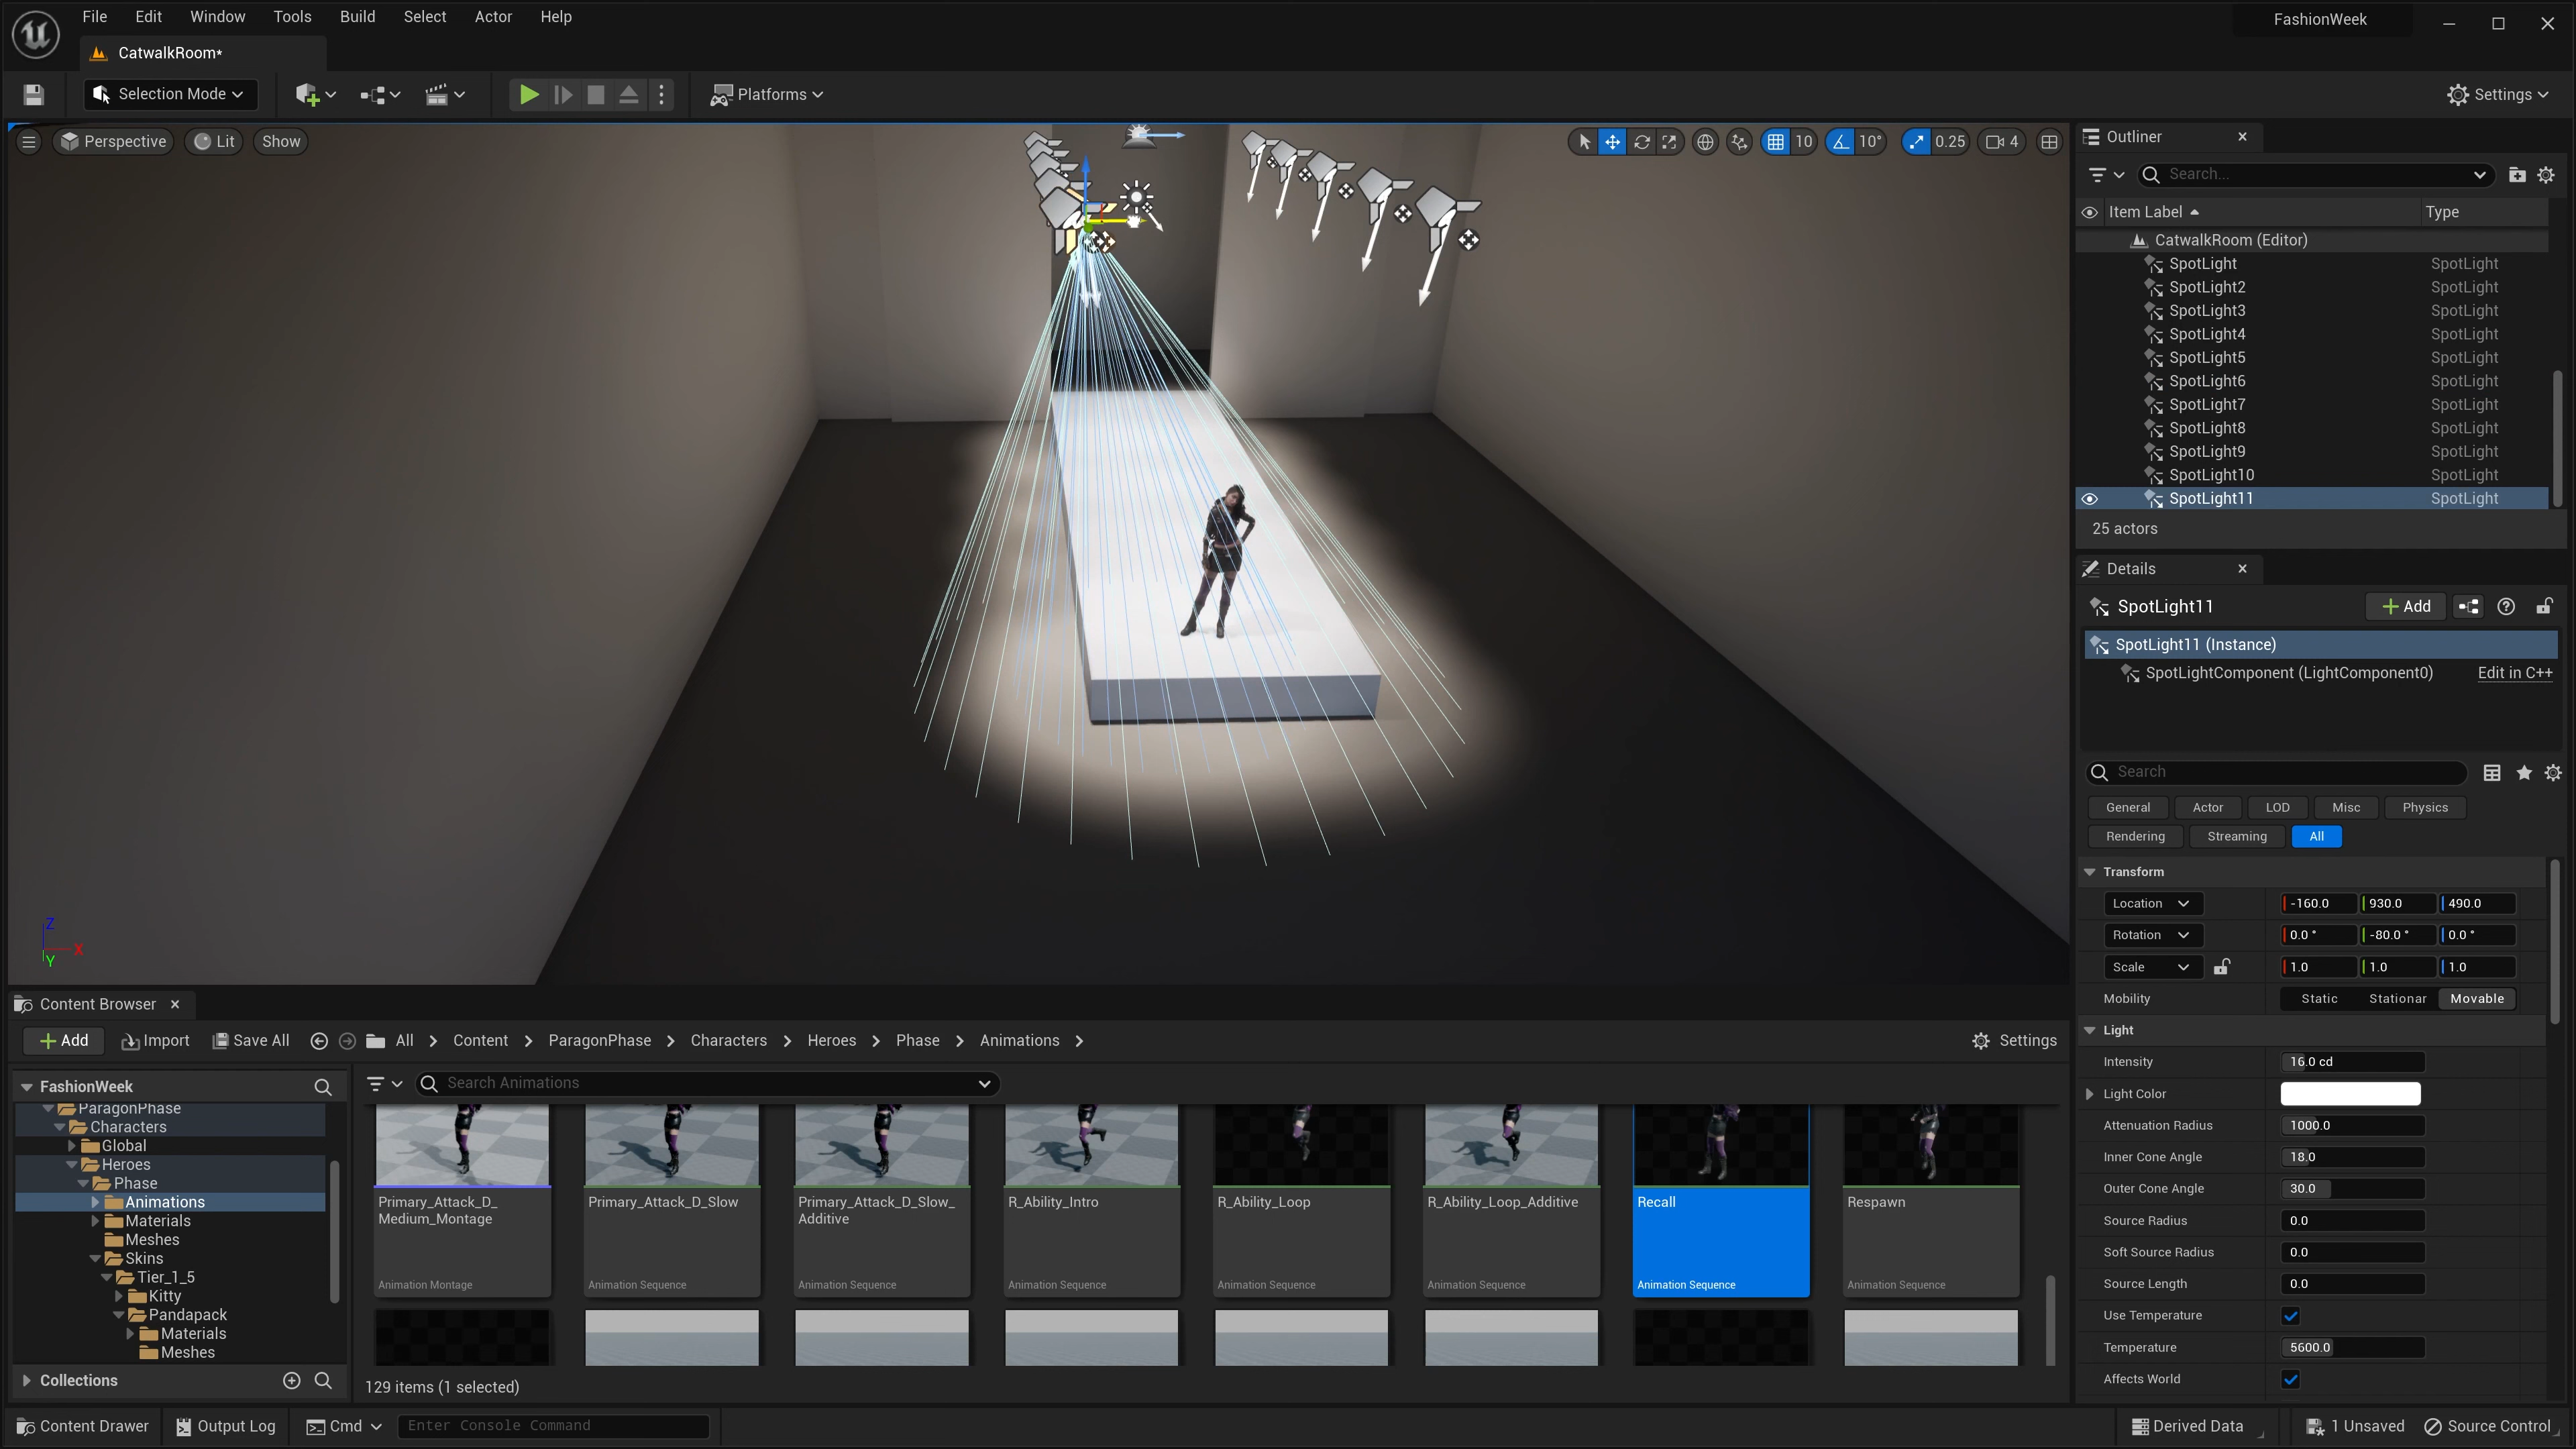 File Edit Window Tools Build Select Actor Help FashionWeek
CatwalkRoom*
Selection Mode Platforms Settings
Perspective Lit Show 10 10° 0.25 4
Z
X
Y
Outliner
Search...
Item Label Type
CatwalkRoom (Editor)
SpotLight SpotLight
SpotLight2 SpotLight
SpotLight3 SpotLight
SpotLight4 SpotLight
SpotLight5 SpotLight
SpotLight6 SpotLight
SpotLight7 SpotLight
SpotLight8 SpotLight
SpotLight9 SpotLight
SpotLight10 SpotLight
SpotLight11 SpotLight
25 actors
Details
SpotLight11 Add
SpotLight11 (Instance)
SpotLightComponent (LightComponent0) Edit in C++
Search
General Actor LOD Misc Physics
Rendering Streaming All
Transform
Location -160.0 930.0 490.0
Rotation 0.0 ° -80.0 ° 0.0 °
Scale 1.0 1.0 1.0
Mobility Static Stationar Movable
Light
Intensity 16.0 cd
Light Color
Attenuation Radius 1000.0
Inner Cone Angle 18.0
Outer Cone Angle 30.0
Source Radius 0.0
Soft Source Radius 0.0
Source Length 0.0
Use Temperature
Temperature 5600.0
Affects World
Content Browser
Add Import Save All All Content ParagonPhase Characters Heroes Phase Animations Settings
FashionWeek
ParagonPhase
Characters
Global
Heroes
Phase
Animations
Materials
Meshes
Skins
Tier_1_5
Kitty
Pandapack
Materials
Meshes
Collections
Search Animations
Primary_Attack_D_
Medium_Montage
Animation Montage
Primary_Attack_D_Slow
Animation Sequence
Primary_Attack_D_Slow_
Additive
Animation Sequence
R_Ability_Intro
Animation Sequence
R_Ability_Loop
Animation Sequence
R_Ability_Loop_Additive
Animation Sequence
Recall
Animation Sequence
Respawn
Animation Sequence
129 items (1 selected)
Content Drawer Output Log Cmd Enter Console Command Derived Data 1 Unsaved Source Control